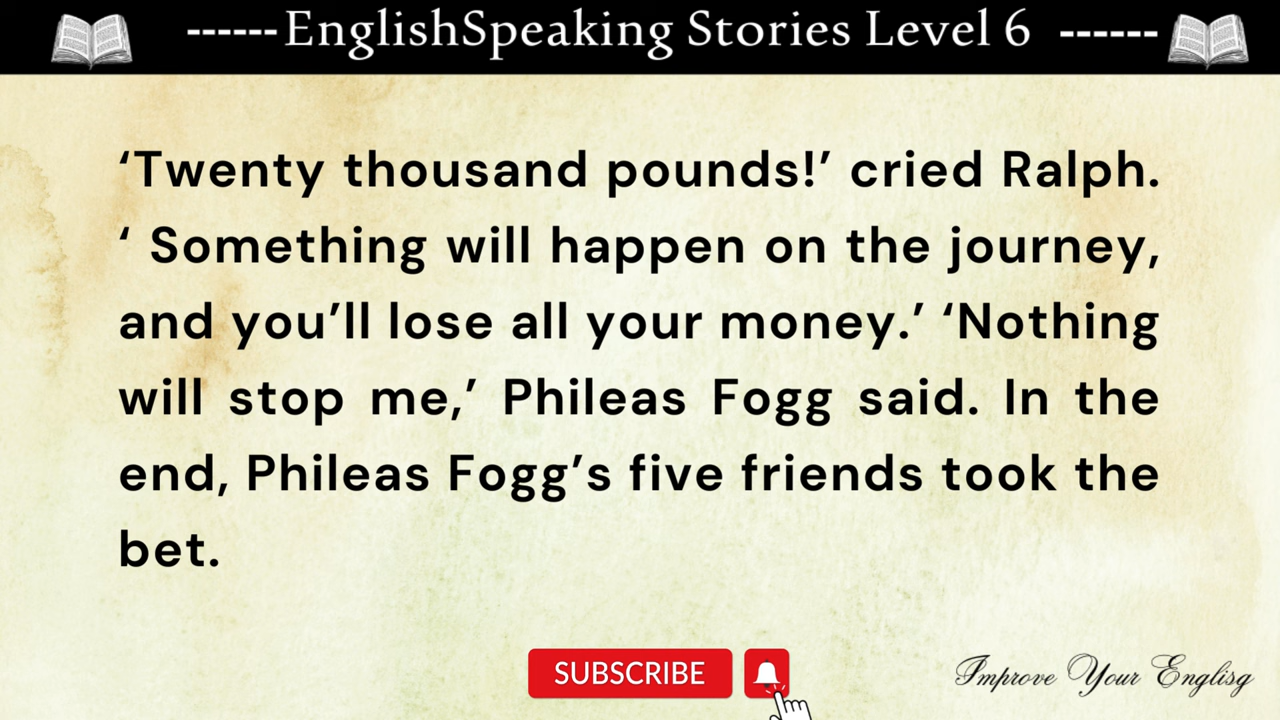 ------EnglishSpeaking Stories Level 6 ------
‘Twenty thousand pounds!’ cried Ralph.
‘ Something will happen on the journey,
and you’ll lose all your money.’ ‘Nothing
will stop me,’ Phileas Fogg said. In the
end, Phileas Fogg’s five friends took the
bet.
SUBSCRIBE
Improve Your Englisg